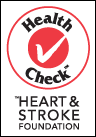 Health
Check™
™HEART &
STROKE
FOUNDATION